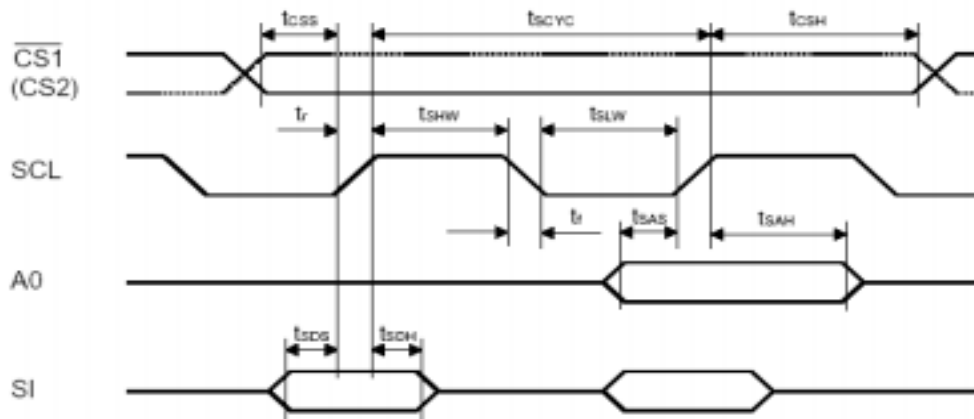 tCSS tSCYC tCSH
CS1
(CS2)
tr tSHW tSLW
SCL
tf tSAS tSAH
A0
tSDS tSDH
SI